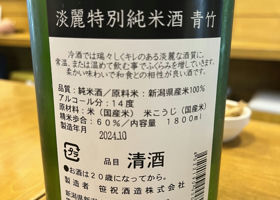 淡麗特別純米酒 青竹
冷酒では瑞々しくキレのある淡麗な酒質に、
常温、または温めて飲む事でふくらみを増していきます。
柔かい味わいで和食との相性が良い酒です。
品目：純米酒／原料米：新潟県産米100%
アルコール分：14度
原材料：米（国産米） 米こうじ（国産米）
精米歩合：60%／内容量 1800ml
製造年月
2024.10
品目 清酒
●お酒は20歳になってから。
製造者 笹祝酒造株式会
新潟県新潟